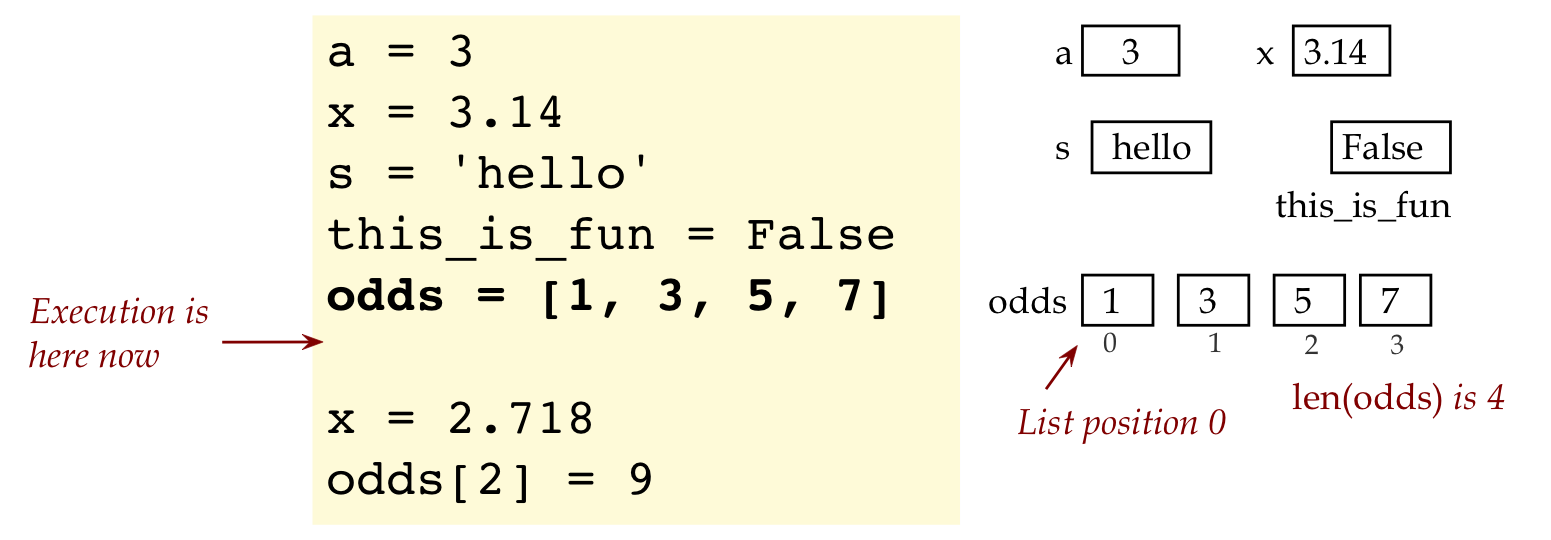 a = 3
x = 3.14
s = 'hello'
this_is_fun = False
odds = [1, 3, 5, 7]
x = 2.718
odds[2] = 9
Execution is
here now
a 3 x 3.14
s hello False
this_is_fun
odds 1 3 5 7
0 1 2 3
List position 0
len(odds) is 4